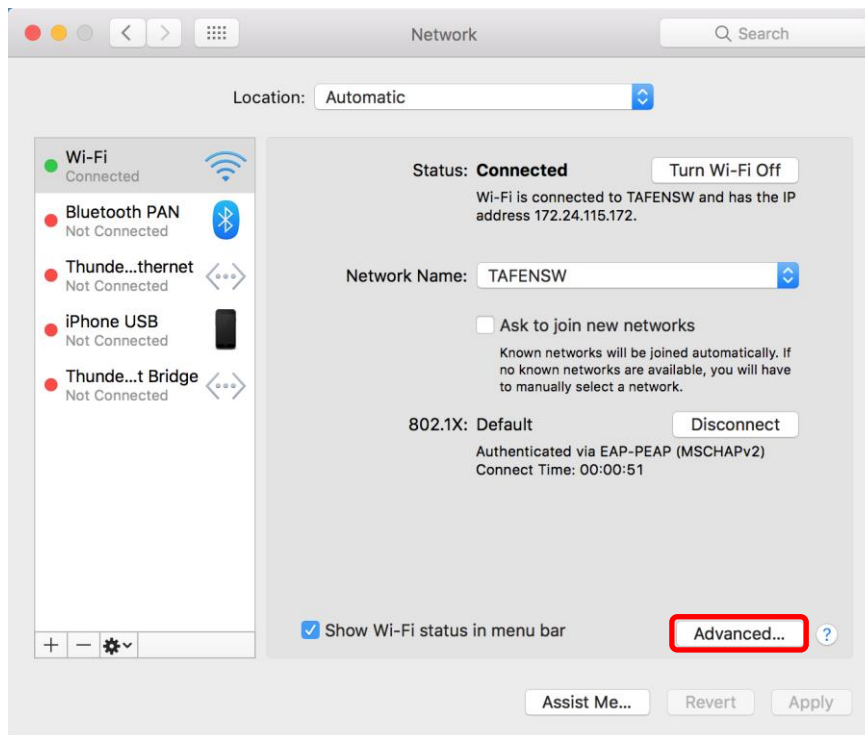 Network
Search
Location: Automatic
Wi-Fi
Connected
Bluetooth PAN
Not Connected
Thunde...thernet
Not Connected
iPhone USB
Not Connected
Thunde...t Bridge
Not Connected
Status: Connected
Turn Wi-Fi Off
Wi-Fi is connected to TAFENSW and has the IP
address 172.24.115.172.
Network Name: TAFENSW
Ask to join new networks
Known networks will be joined automatically. If
no known networks are available, you will have
to manually select a network.
802.1X: Default
Disconnect
Authenticated via EAP-PEAP (MSCHAPv2)
Connect Time: 00:00:51
Show Wi-Fi status in menu bar
Advanced...
?
Assist Me...
Revert
Apply